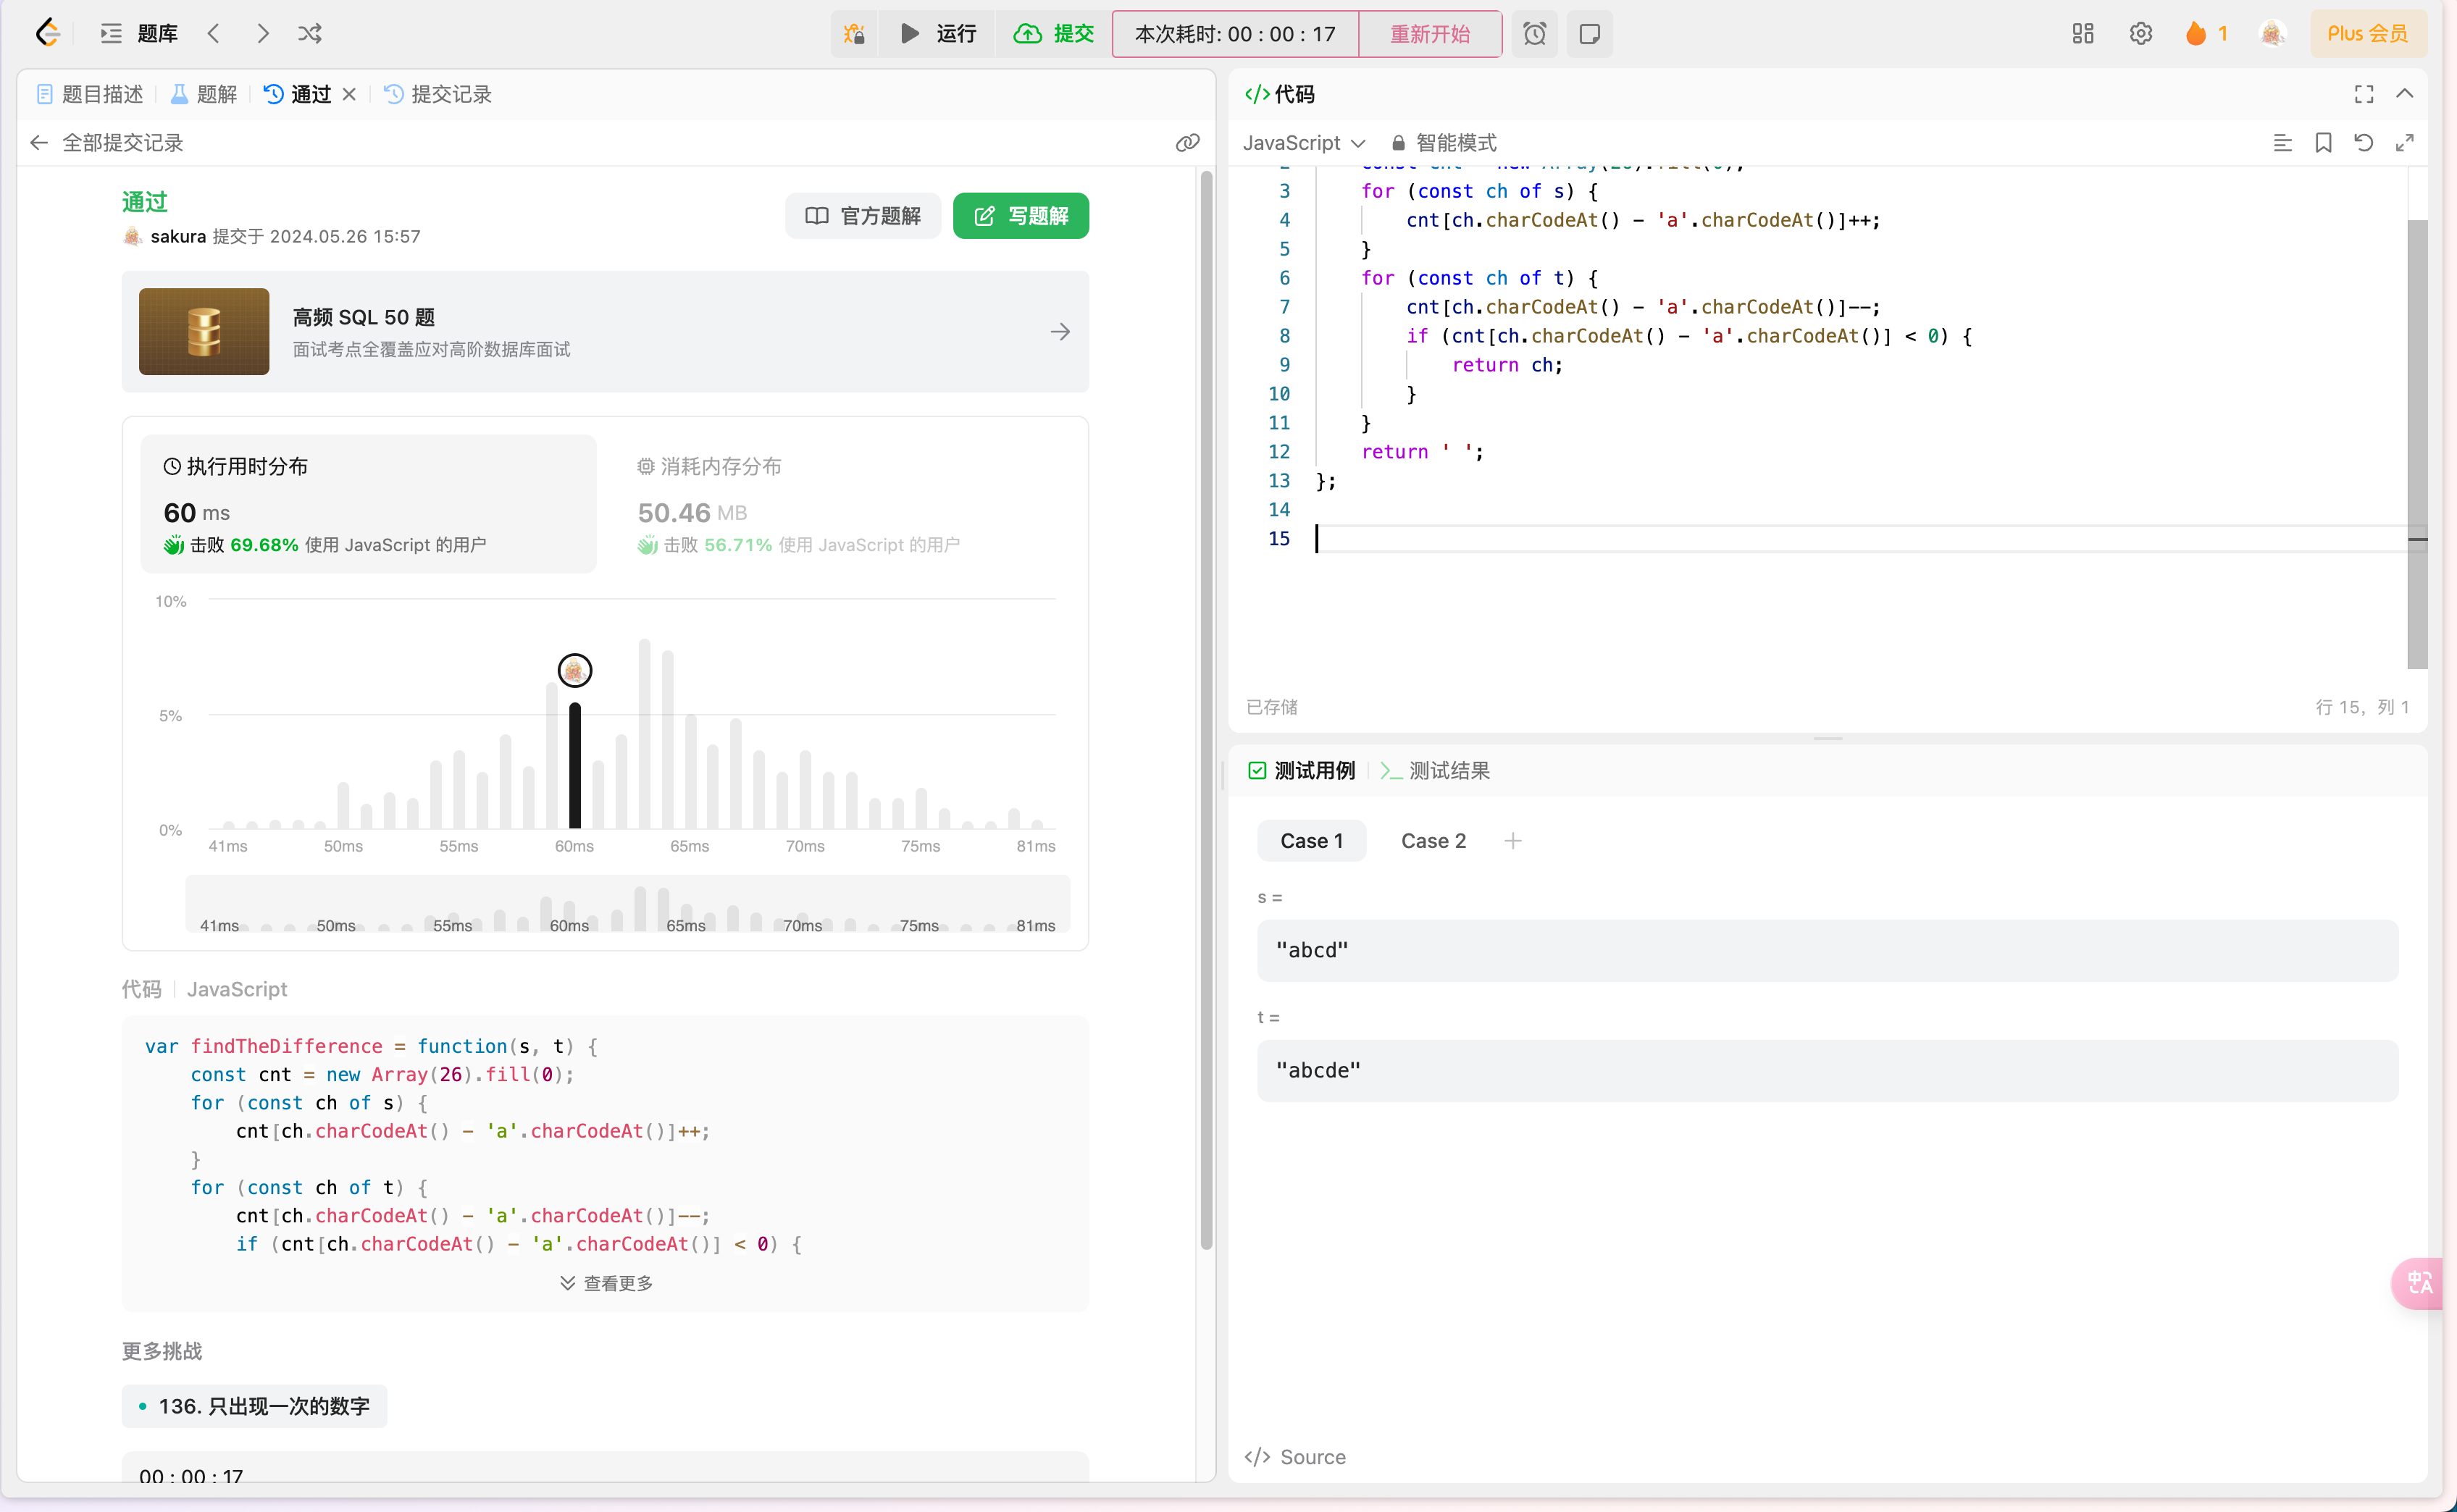 题库
运行
提交
本次耗时: 00 : 00 : 17
重新开始
1
Plus 会员
题目描述
题解
通过
提交记录
全部提交记录
通过
sakura 提交于 2024.05.26 15:57
官方题解
写题解
高频 SQL 50 题
面试考点全覆盖应对高阶数据库面试
执行用时分布
60 ms
击败 69.68% 使用 JavaScript 的用户
消耗内存分布
50.46 MB
击败 56.71% 使用 JavaScript 的用户
10%
5%
0%
41ms 50ms 55ms 60ms 65ms 70ms 75ms 81ms
41ms 50ms 55ms 60ms 65ms 70ms 75ms 81ms
代码 JavaScript
var findTheDifference = function(s, t) {
    const cnt = new Array(26).fill(0);
    for (const ch of s) {
        cnt[ch.charCodeAt() - 'a'.charCodeAt()]++;
    }
    for (const ch of t) {
        cnt[ch.charCodeAt() - 'a'.charCodeAt()]--;
        if (cnt[ch.charCodeAt() - 'a'.charCodeAt()] < 0) {
查看更多
更多挑战
136. 只出现一次的数字
00 : 00 : 17
代码
JavaScript
智能模式
2     const cnt = new Array(26).fill(0);
3     for (const ch of s) {
4         cnt[ch.charCodeAt() - 'a'.charCodeAt()]++;
5     }
6     for (const ch of t) {
7         cnt[ch.charCodeAt() - 'a'.charCodeAt()]--;
8         if (cnt[ch.charCodeAt() - 'a'.charCodeAt()] < 0) {
9             return ch;
10         }
11     }
12     return ' ';
13 };
14
15
已存储
行 15, 列 1
测试用例
测试结果
Case 1
Case 2
s =
"abcd"
t =
"abcde"
Source
中A